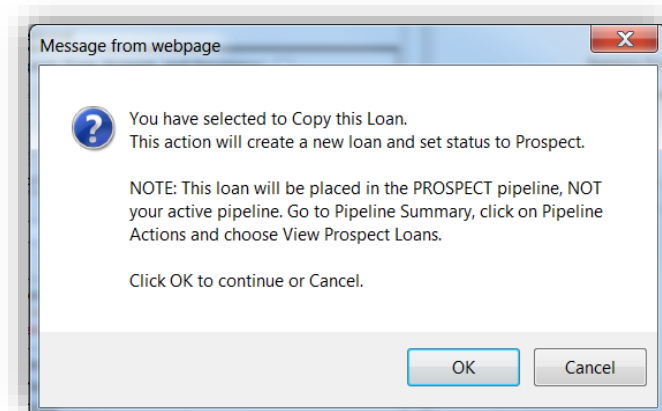 Message from webpage
You have selected to Copy this Loan.
This action will create a new loan and set status to Prospect.
NOTE: This loan will be placed in the PROSPECT pipeline, NOT
your active pipeline. Go to Pipeline Summary, click on Pipeline
Actions and choose View Prospect Loans.
Click OK to continue or Cancel.
OK
Cancel